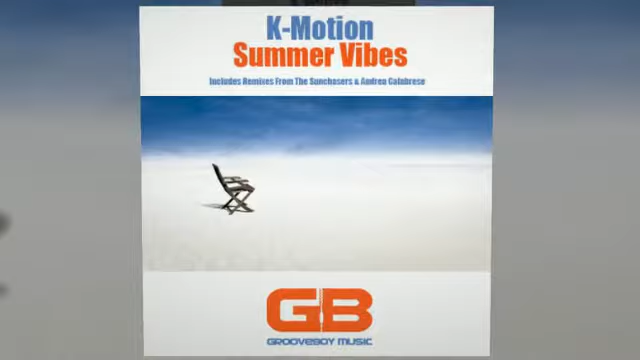 K-Motion
Summer Vibes
Includes Remixes From The Sunchasers & Andrea Calabrese
GB
GROOVEBOY MUSIC